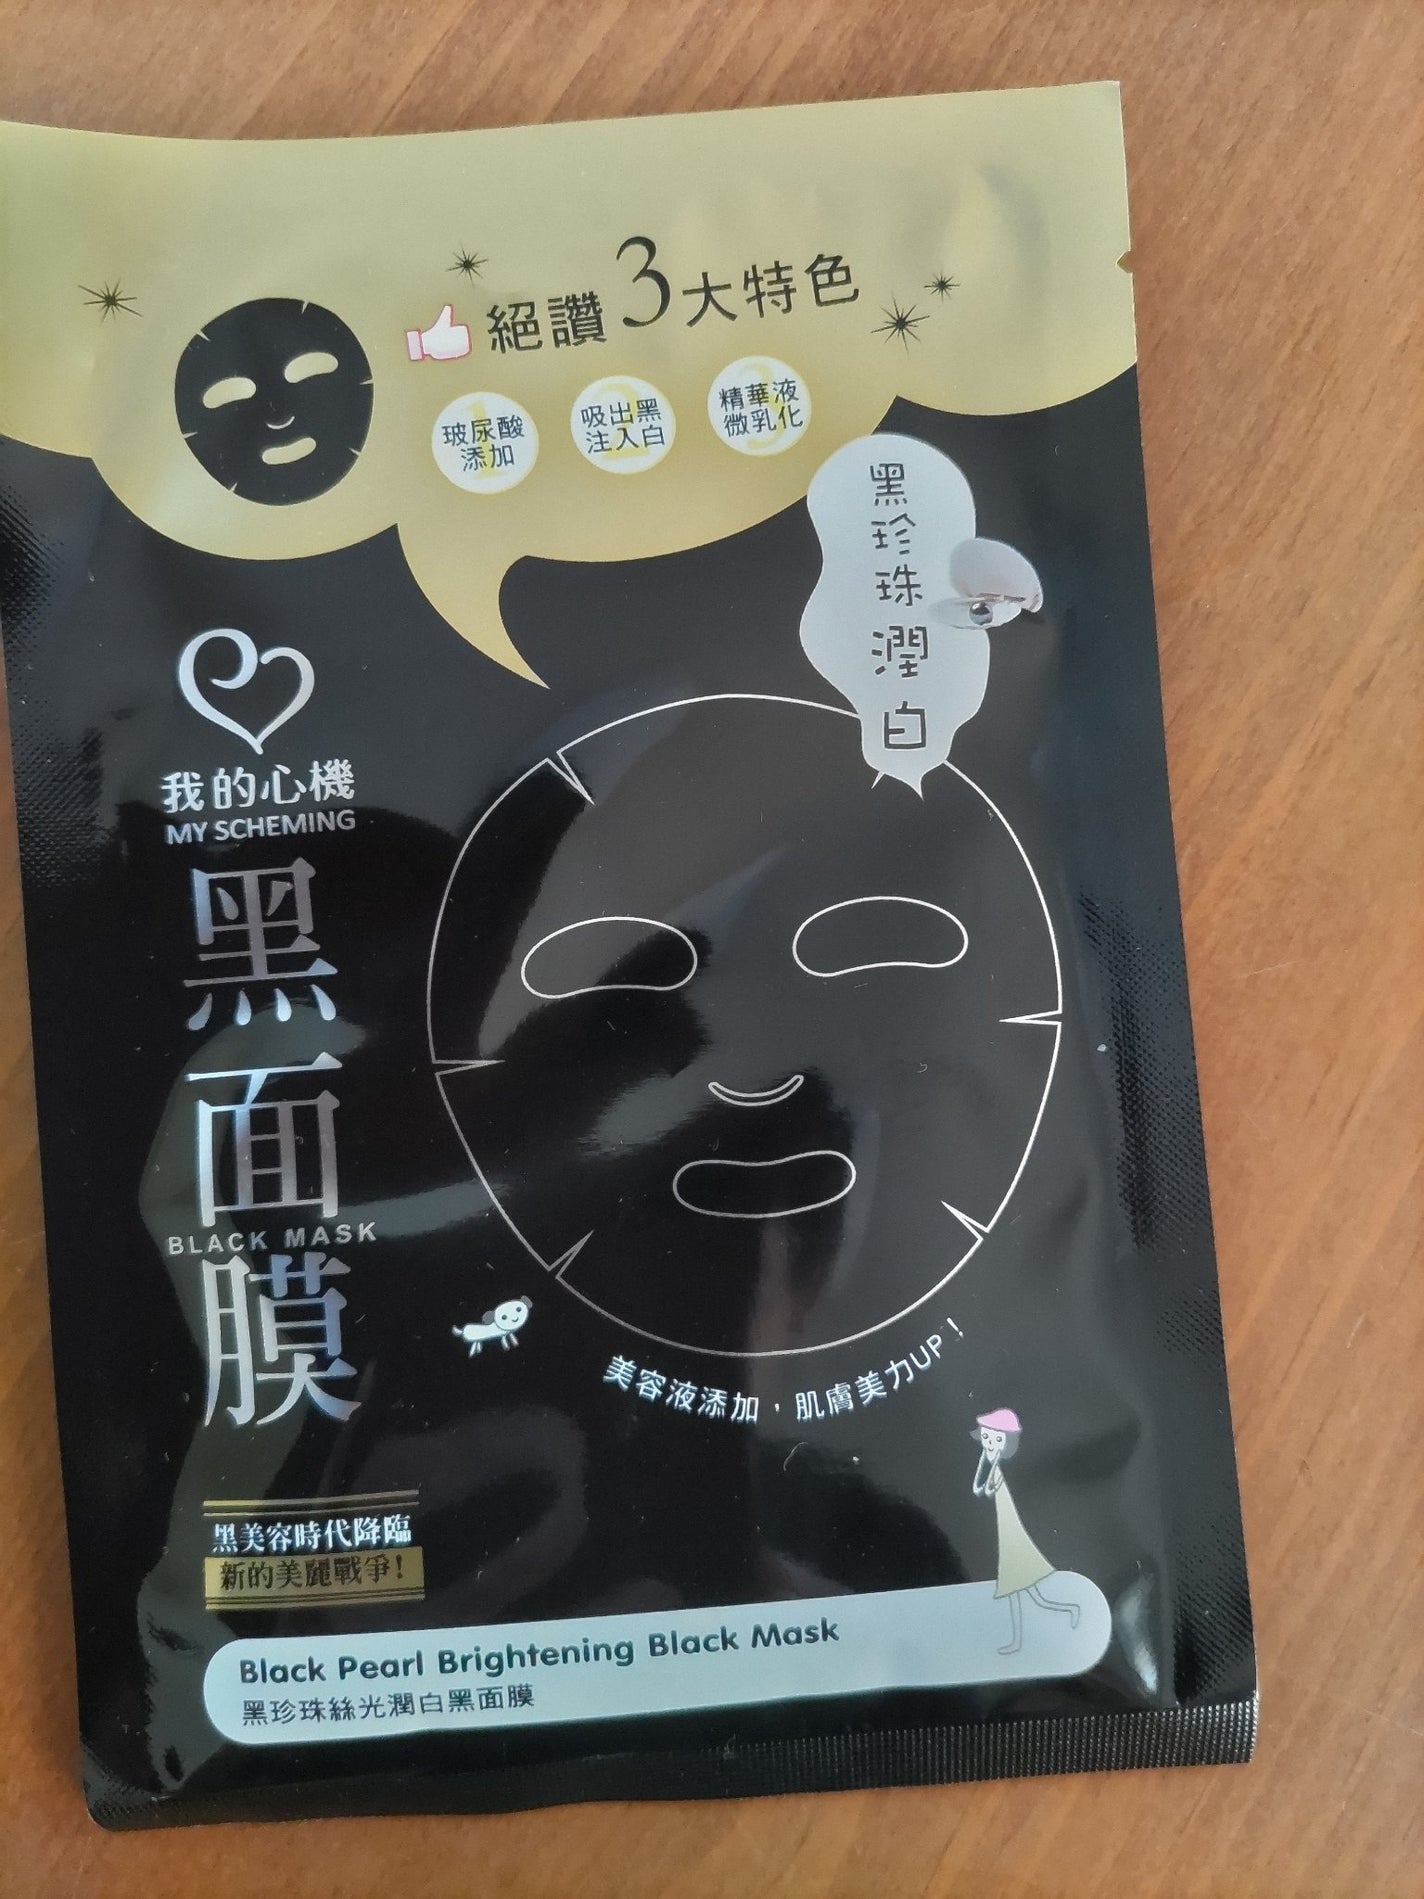 絕讚3大特色
1
玻尿酸
添加
2
吸出黑
注入白
3
精華液
微乳化
黑珍珠潤白
我的心機
MY SCHEMING
黑面膜
BLACK MASK
美容液添加，肌膚美力UP！
黑美容時代降臨
新的美麗戰爭！
Black Pearl Brightening Black Mask
黑珍珠絲光潤白黑面膜